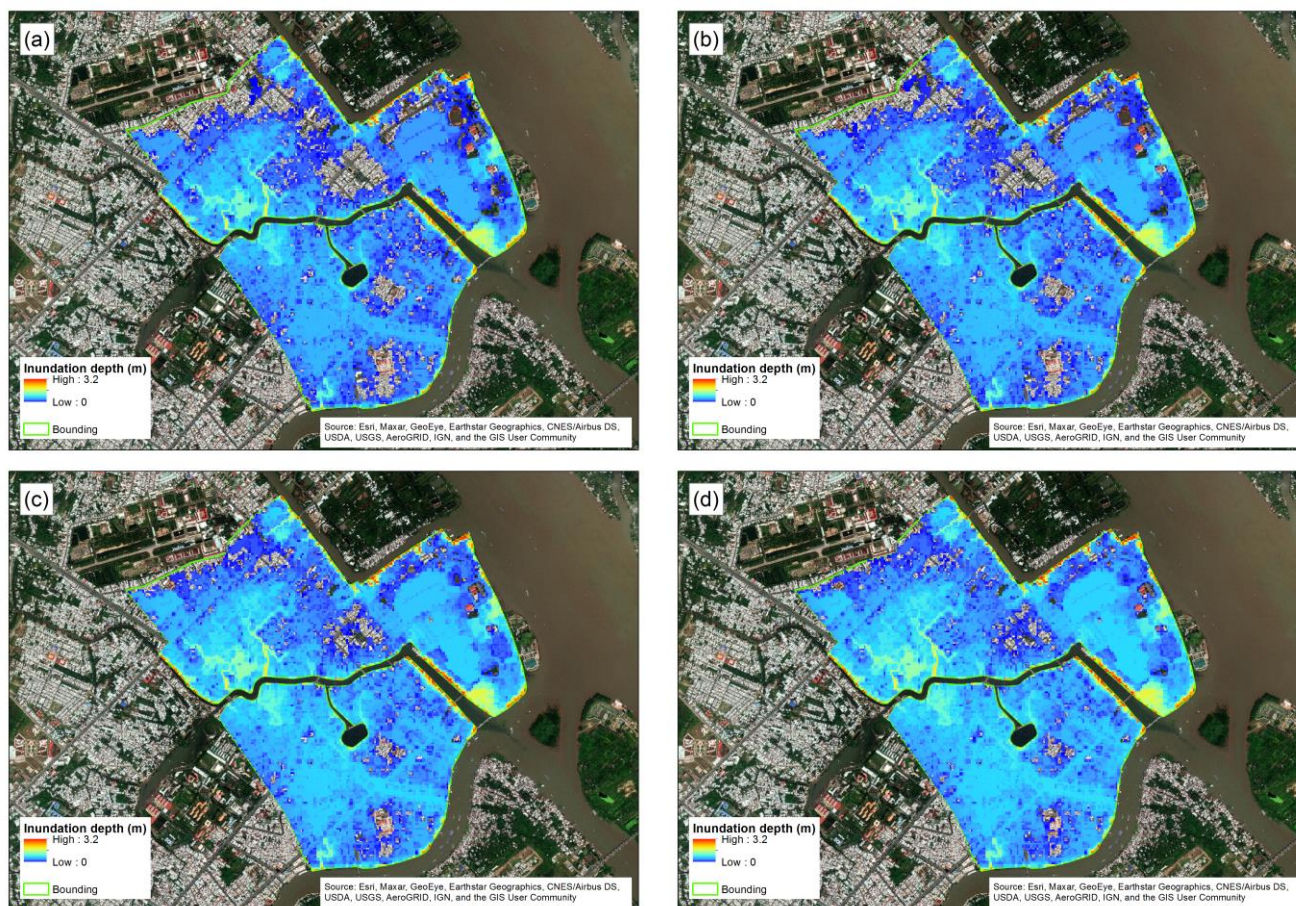 (a)
Inundation depth (m)
High : 3.2
Low : 0
Bounding
Source: Esri, Maxar, GeoEye, Earthstar Geographics, CNES/Airbus DS,
USDA, USGS, AeroGRID, IGN, and the GIS User Community
(b)
Inundation depth (m)
High : 3.2
Low : 0
Bounding
Source: Esri, Maxar, GeoEye, Earthstar Geographics, CNES/Airbus DS,
USDA, USGS, AeroGRID, IGN, and the GIS User Community
(c)
Inundation depth (m)
High : 3.2
Low : 0
Bounding
Source: Esri, Maxar, GeoEye, Earthstar Geographics, CNES/Airbus DS,
USDA, USGS, AeroGRID, IGN, and the GIS User Community
(d)
Inundation depth (m)
High : 3.2
Low : 0
Bounding
Source: Esri, Maxar, GeoEye, Earthstar Geographics, CNES/Airbus DS,
USDA, USGS, AeroGRID, IGN, and the GIS User Community